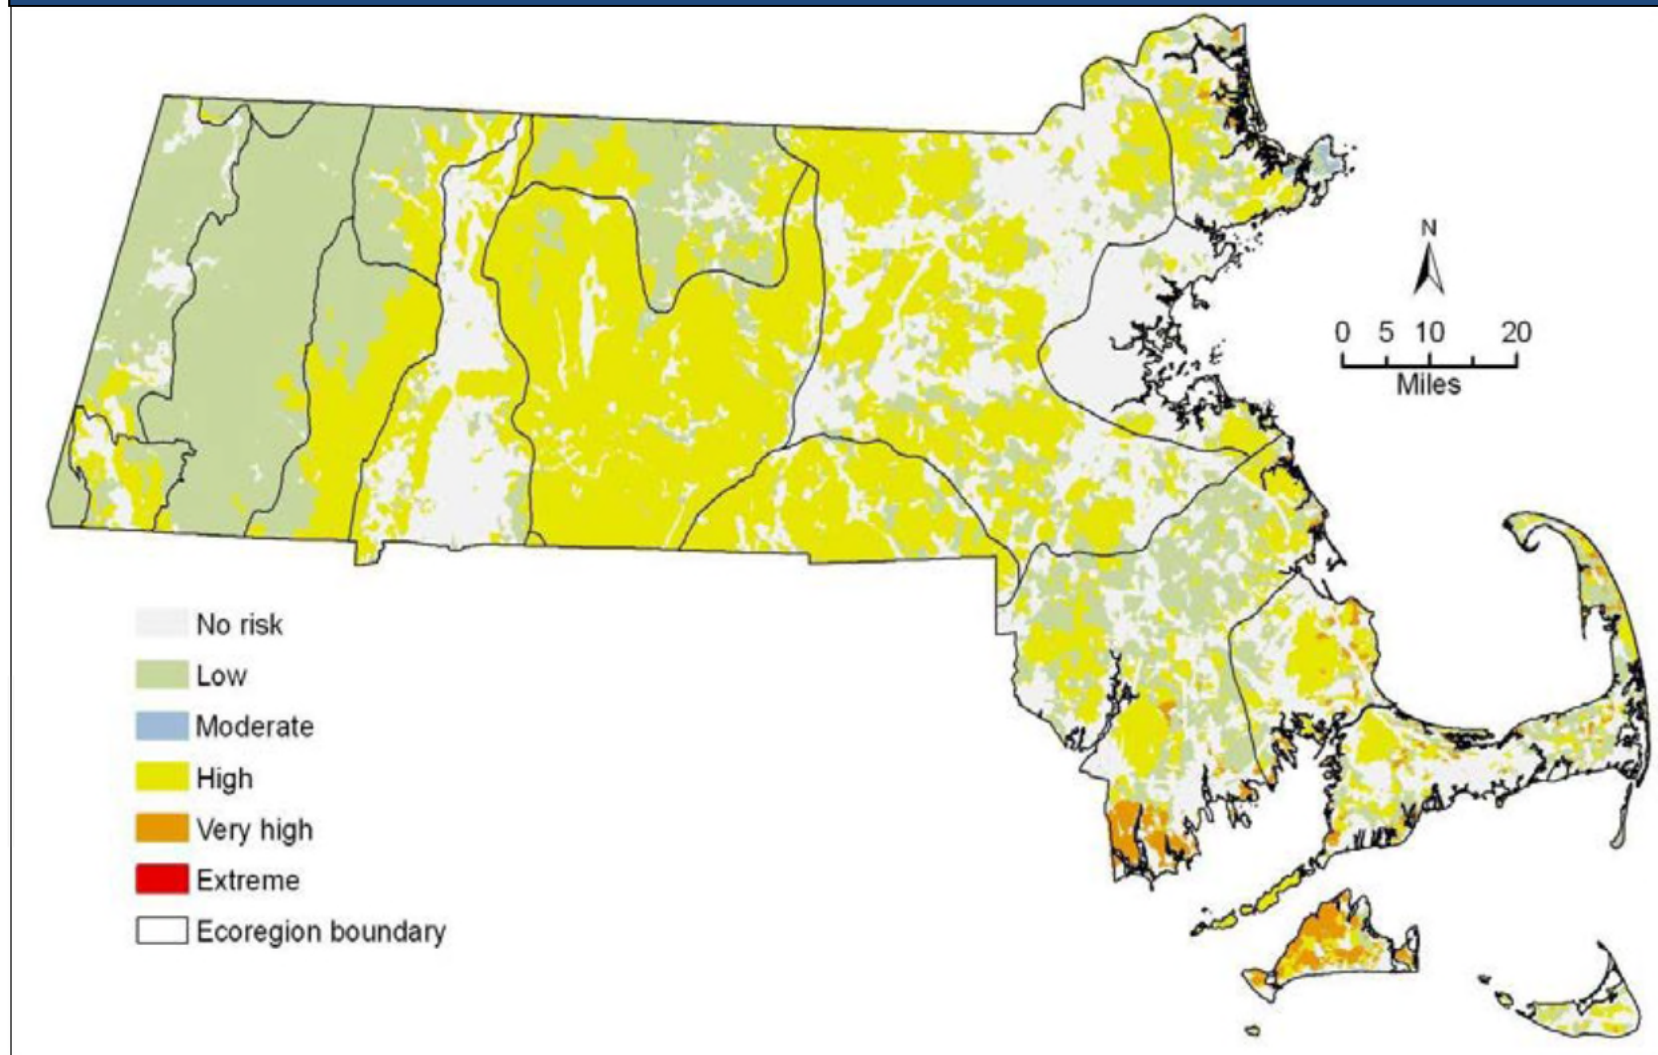 N
0 5 10 20
Miles
No risk
Low
Moderate
High
Very high
Extreme
Ecoregion boundary